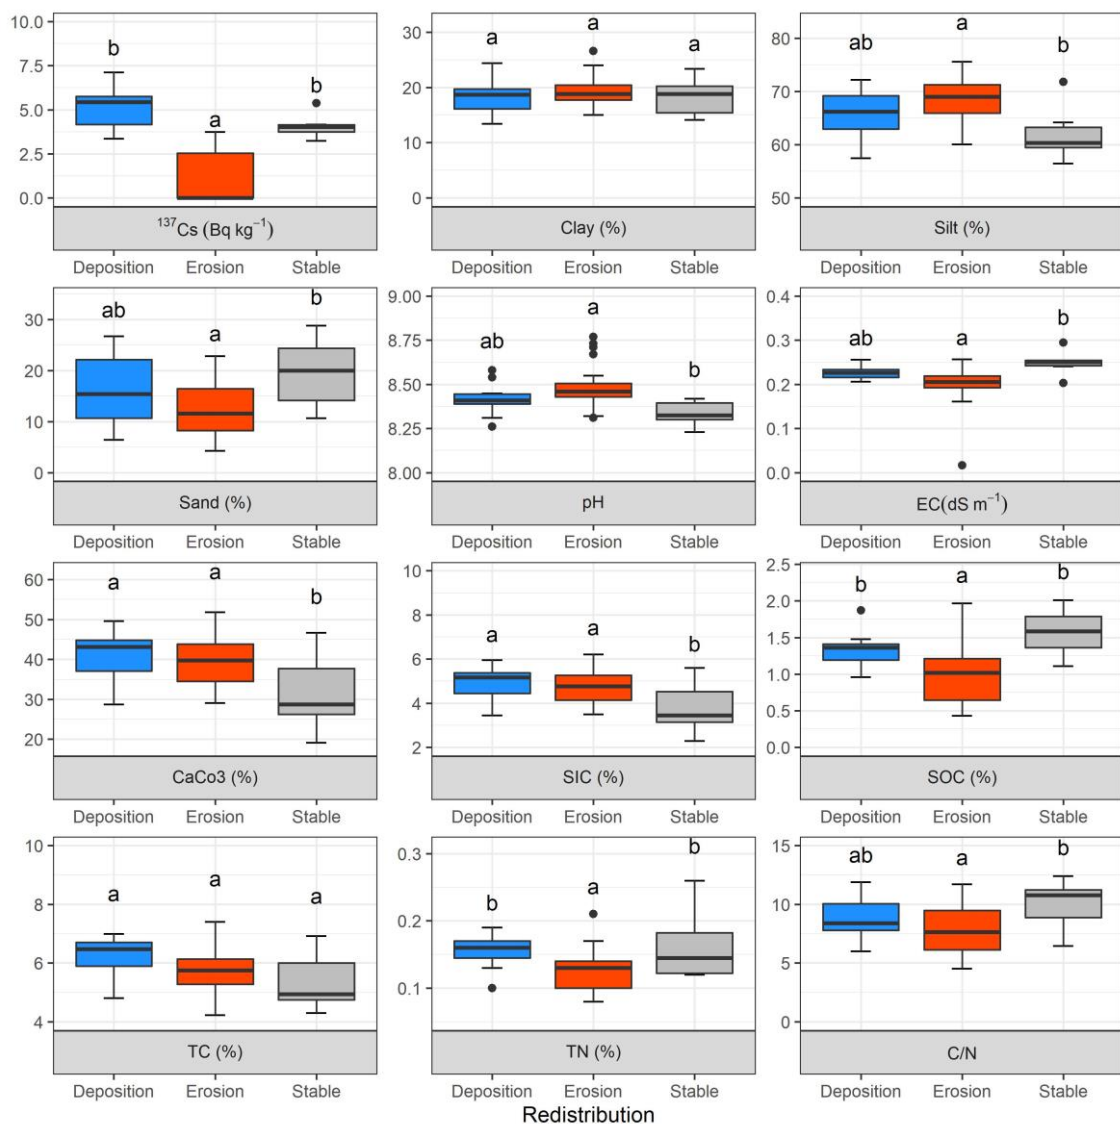 10.0
7.5
5.0
2.5
0.0
b
a
b
¹³⁷Cs (Bq kg⁻¹)
Deposition Erosion Stable
30
20
10
0
a
a
a
Clay (%)
Deposition Erosion Stable
80
70
60
50
ab
a
b
Silt (%)
Deposition Erosion Stable
30
20
10
0
ab
a
b
Sand (%)
Deposition Erosion Stable
9.00
8.75
8.50
8.25
8.00
ab
a
b
pH
Deposition Erosion Stable
0.4
0.3
0.2
0.1
0.0
ab
a
b
EC(dS m⁻¹)
Deposition Erosion Stable
60
50
40
30
20
a
a
b
CaCo3 (%)
Deposition Erosion Stable
10
8
6
4
2
a
a
b
SIC (%)
Deposition Erosion Stable
2.5
2.0
1.5
1.0
0.5
0.0
b
a
b
SOC (%)
Deposition Erosion Stable
10
8
6
4
a
a
a
TC (%)
Deposition Erosion Stable
0.3
0.2
0.1
b
a
b
TN (%)
Deposition Erosion Stable
15
10
5
0
ab
a
b
C/N
Deposition Erosion Stable
Redistribution